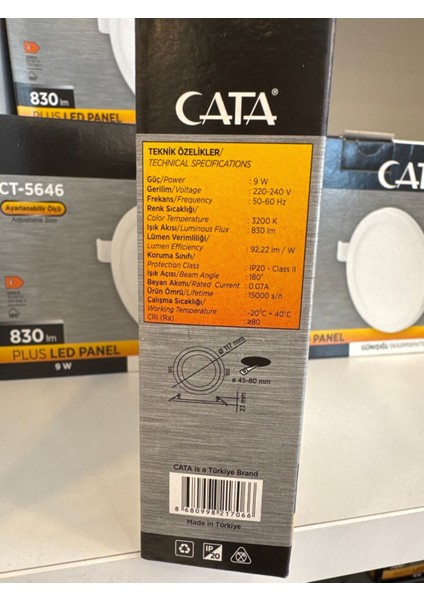 830 lm
PLUS LED PANEL
CT-5646
Ayarlanabilir Ölçü
Adjustable Size
830 lm
PLUS LED PANEL
9 W
CATA®
TEKNİK ÖZELİKLER/
TECHNICAL SPECIFICATIONS
Güç/Power : 9 W
Gerilim/Voltage : 220-240 V
Frekans/Frequency : 50-60 Hz
Renk Sıcaklığı/
Color Temperature : 3200 K
Işık Akısı/Luminous Flux : 830 lm
Lümen Verimliliği/
Lumen Efficiency : 92.22 lm / W
Koruma Sınıfı/
Protection Class : IP20 - Class II
Işık Açısı/Beam Angle : 180°
Beyan Akımı/Rated Current : 0.07A
Ürün Ömrü/Lifetime : 15000 s/h
Çalışma Sıcaklığı/
Working Temperature : -20°C + 40°C
CRI (Ra) ≥80
Ø 117 mm
ø 45-80 mm
23 mm
CATA is a Türkiye Brand
8 680998 217066
Made in Türkiye
IP
20
CAT
GÜNIŞIĞI/WARMWHITE